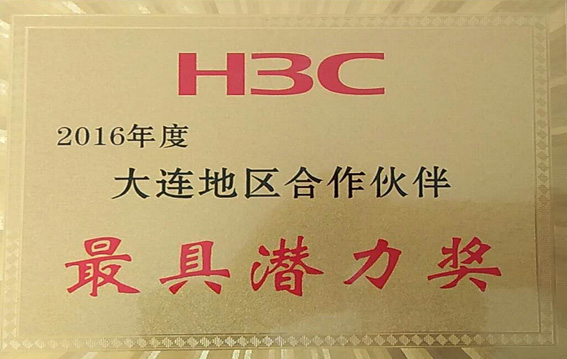 H3C
2016年度
大连地区合作伙伴
最具潜力奖